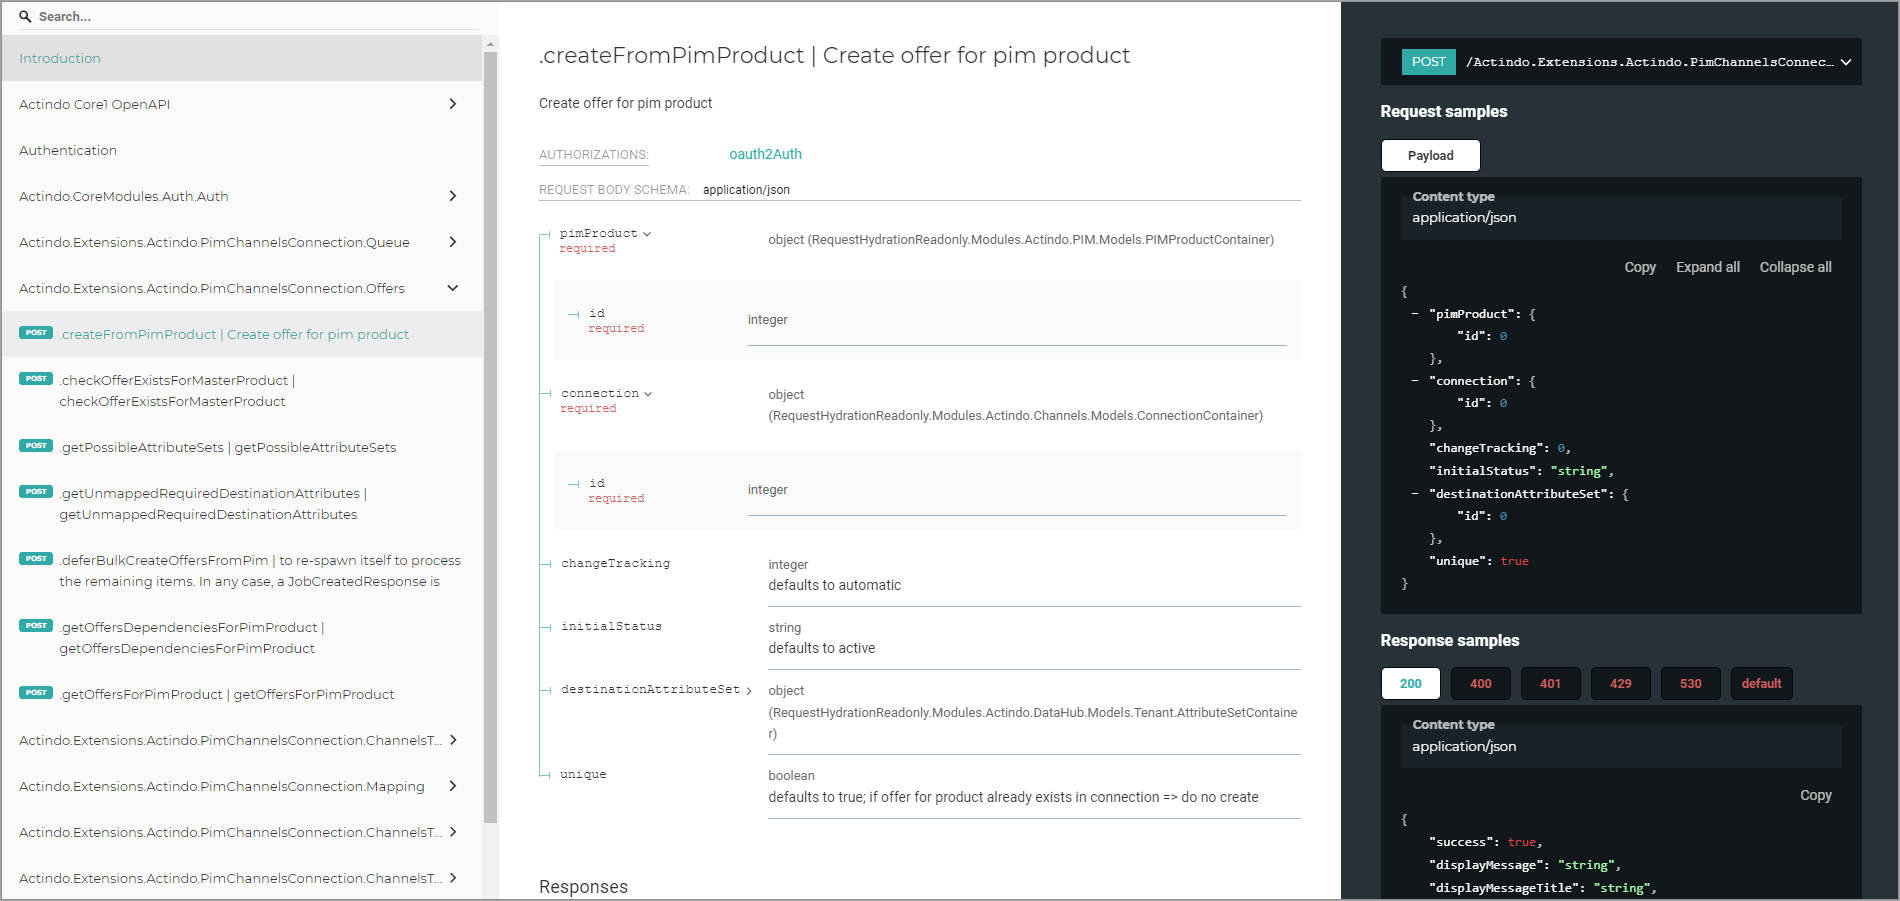 Search...
Introduction
Actindo Core1 OpenAPI
Authentication
Actindo.CoreModules.Auth.Auth
Actindo.Extensions.Actindo.PimChannelsConnection.Queue
Actindo.Extensions.Actindo.PimChannelsConnection.Offers
POST .createFromPimProduct | Create offer for pim product
POST .checkOfferExistsForMasterProduct |
checkOfferExistsForMasterProduct
POST .getPossibleAttributeSets | getPossibleAttributeSets
POST .getUnmappedRequiredDestinationAttributes |
getUnmappedRequiredDestinationAttributes
POST .deferBulkCreateOffersFromPim | to re-spawn itself to process
the remaining items. In any case, a JobCreatedResponse is
POST .getOffersDependenciesForPimProduct |
getOffersDependenciesForPimProduct
POST .getOffersForPimProduct | getOffersForPimProduct
Actindo.Extensions.Actindo.PimChannelsConnection.ChannelsT...
Actindo.Extensions.Actindo.PimChannelsConnection.Mapping
Actindo.Extensions.Actindo.PimChannelsConnection.ChannelsT...
Actindo.Extensions.Actindo.PimChannelsConnection.ChannelsT...
.createFromPimProduct | Create offer for pim product
Create offer for pim product
AUTHORIZATIONS: oauth2Auth
REQUEST BODY SCHEMA: application/json
pimProduct
required
object (RequestHydrationReadonly.Modules.Actindo.PIM.Models.PIMProductContainer)
id
required
integer
connection
required
object
(RequestHydrationReadonly.Modules.Actindo.Channels.Models.ConnectionContainer)
id
required
integer
changeTracking
integer
defaults to automatic
initialStatus
string
defaults to active
destinationAttributeSet
object
(RequestHydrationReadonly.Modules.Actindo.DataHub.Models.Tenant.AttributeSetContaine
r)
unique
boolean
defaults to true; if offer for product already exists in connection => do no create
Responses
POST /Actindo.Extensions.Actindo.PimChannelsConnec...
Request samples
Payload
Content type
application/json
Copy Expand all Collapse all
{
- "pimProduct": {
"id": 0
},
- "connection": {
"id": 0
},
"changeTracking": 0,
"initialStatus": "string",
- "destinationAttributeSet": {
"id": 0
},
"unique": true
}
Response samples
200 400 401 429 530 default
Content type
application/json
Copy
{
"success": true,
"displayMessage": "string",
"displayMessageTitle": "string",